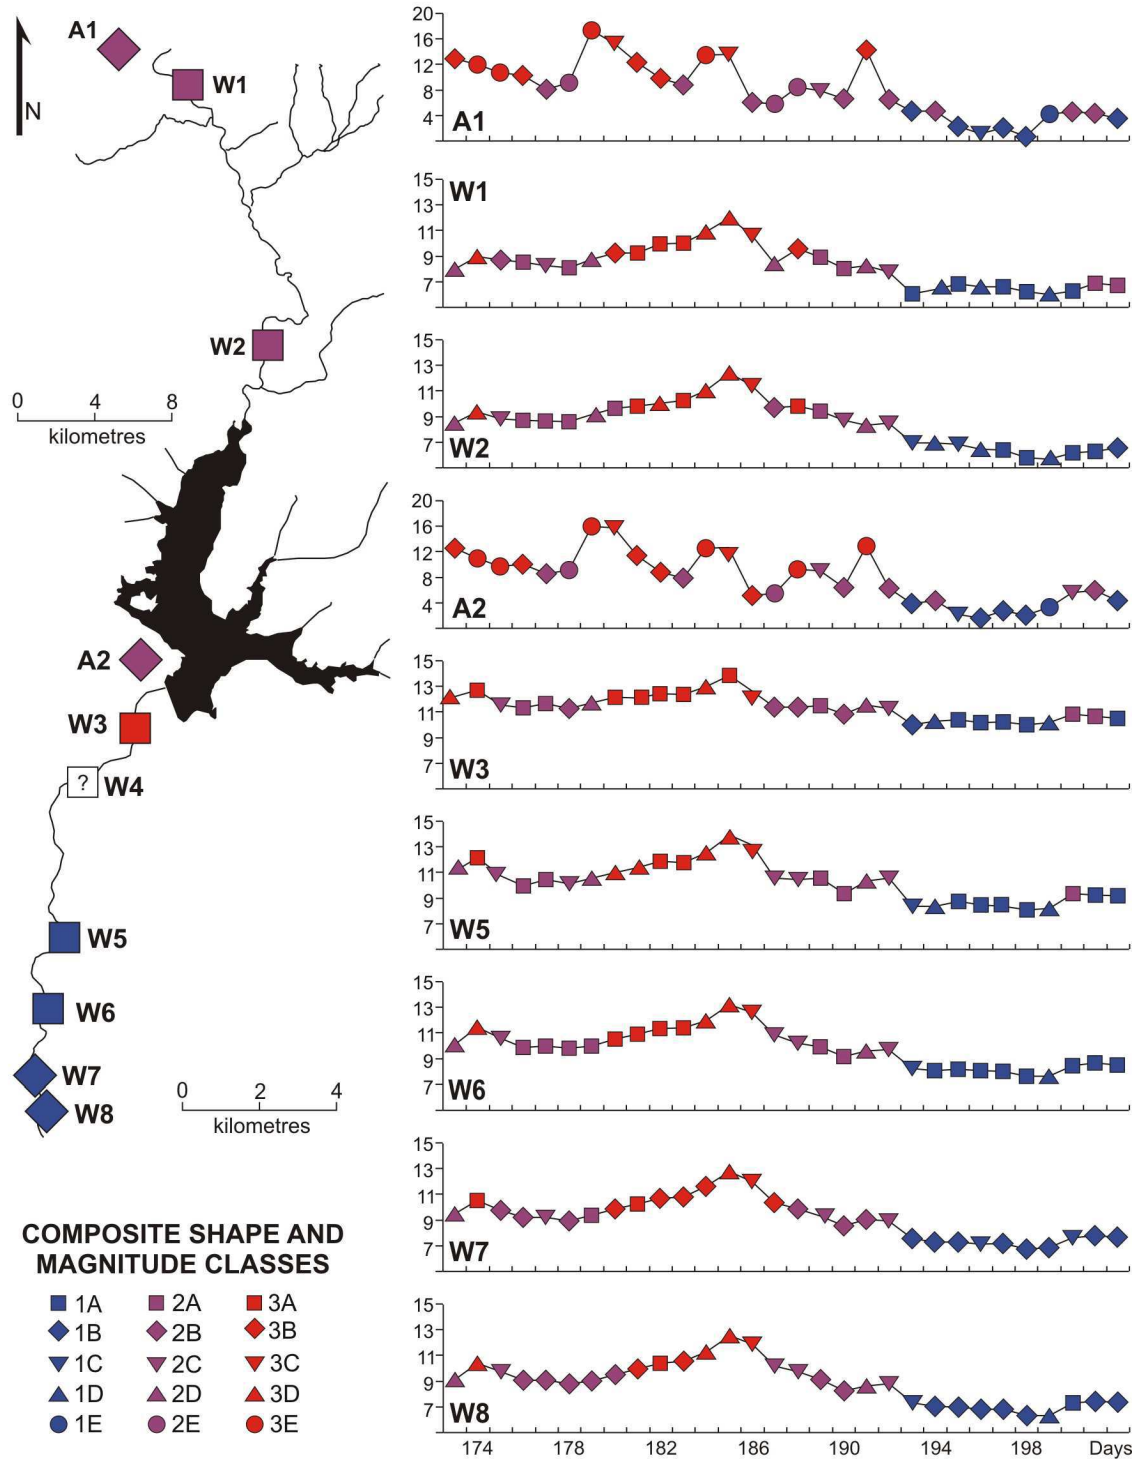 A1
W1
N
W2
0 4 8
kilometres
A2
W3
? W4
W5
W6
W7
W8
0 2 4
kilometres
COMPOSITE SHAPE AND
MAGNITUDE CLASSES
1A 2A 3A
1B 2B 3B
1C 2C 3C
1D 2D 3D
1E 2E 3E
20
16
12
8
4
A1
15
13
11
9
7
W1
15
13
11
9
7
W2
20
16
12
8
4
A2
15
13
11
9
7
W3
15
13
11
9
7
W5
15
13
11
9
7
W6
15
13
11
9
7
W7
15
13
11
9
7
W8
174 178 182 186 190 194 198 Days